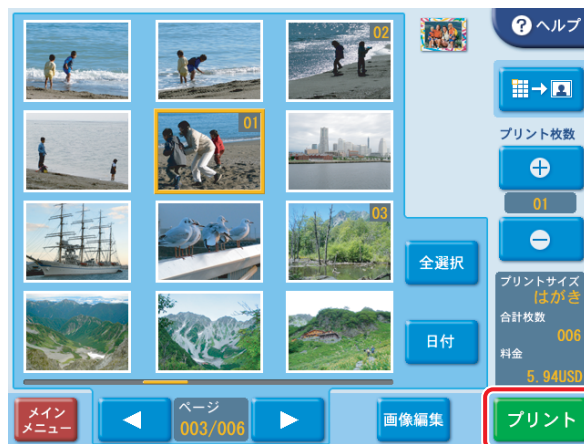 02
? ヘルプ
01
プリント枚数
01
03
全選択
プリントサイズ
はがき
合計枚数
006
日付
料金
5.94USD
メイン
メニュー
ページ
003/006
画像編集
プリント